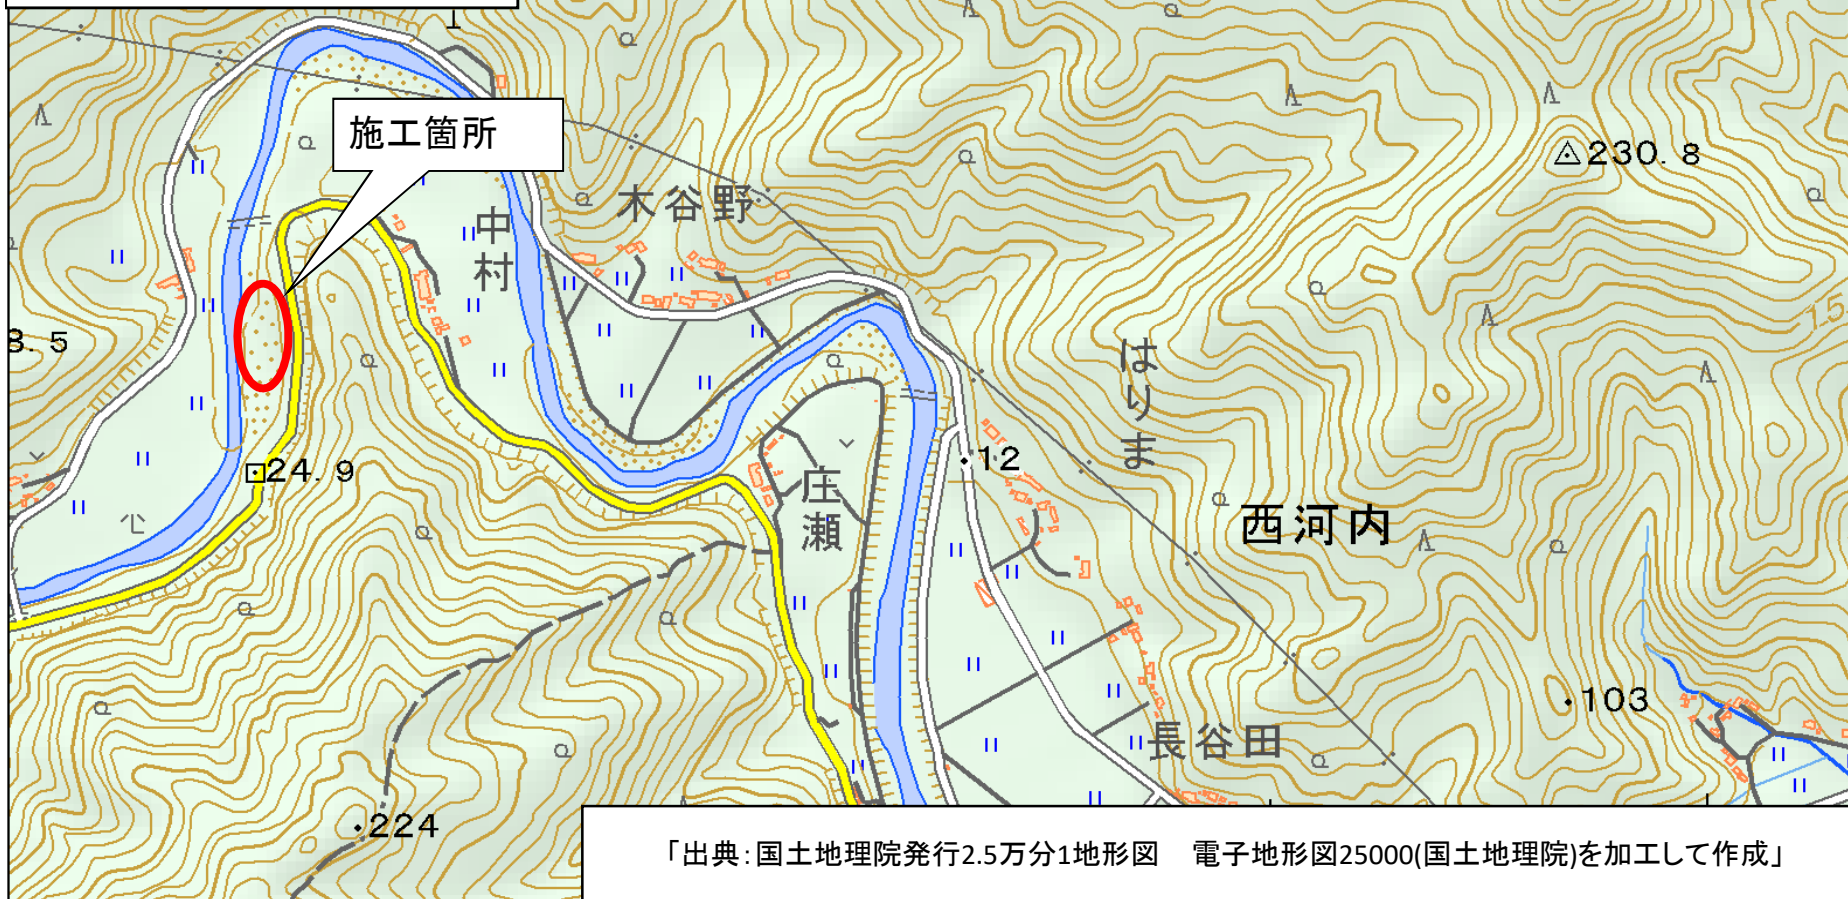 施工箇所
230.8
木谷野
中村
8.5
はりま
24.9
12
庄瀬
西河内
103
長谷田
224
「出典：国土地理院発行2.5万分1地形図　電子地形図25000(国土地理院)を加工して作成」